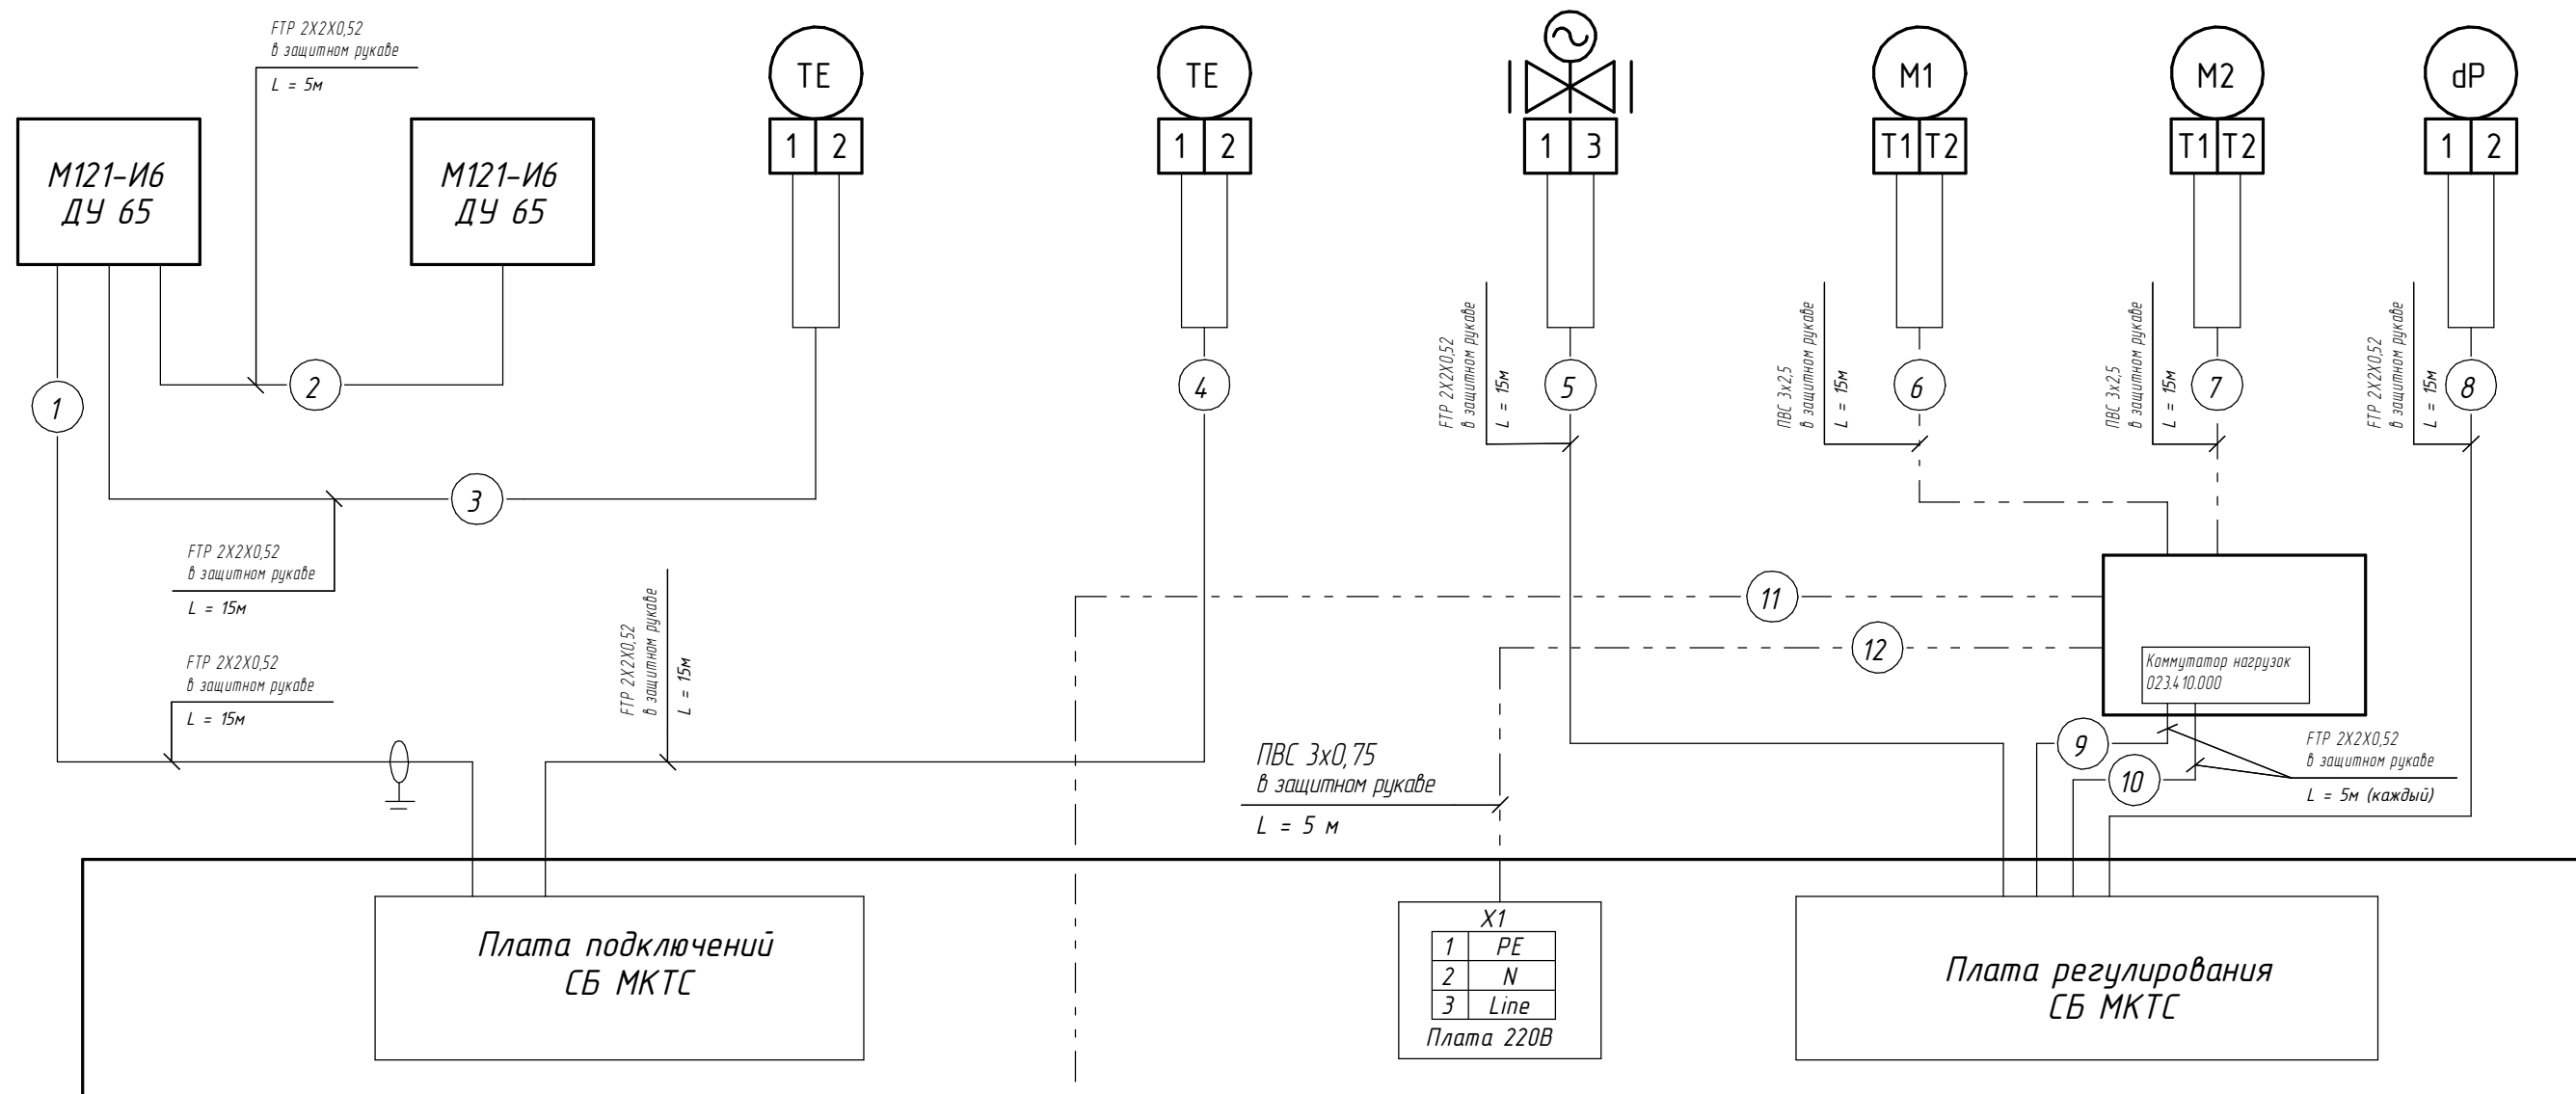 FTP 2X2X0,52
в защитном рукаве
L = 5м
TE
TE
M1
M2
dP
1 2
1 2
1 3
T1 T2
T1 T2
1 2
М121-И6
ДУ 65
М121-И6
ДУ 65
FTP 2X2X0,52
в защитном рукаве
L = 15м
ПВС 3х2,5
в защитном рукаве
L = 15м
ПВС 3х2,5
в защитном рукаве
L = 15м
FTP 2X2X0,52
в защитном рукаве
L = 15м
1
2
4
5
6
7
8
3
FTP 2X2X0,52
в защитном рукаве
L = 15м
11
12
FTP 2X2X0,52
в защитном рукаве
L = 15м
FTP 2X2X0,52
в защитном рукаве
L = 15м
Коммутатор нагрузок
023.410.000
9
10
FTP 2X2X0,52
в защитном рукаве
L = 5м (каждый)
ПВС 3х0,75
в защитном рукаве
L = 5 м
Плата подключений
СБ МКТС
X1
1 PE
2 N
3 Line
Плата 220В
Плата регулирования
СБ МКТС